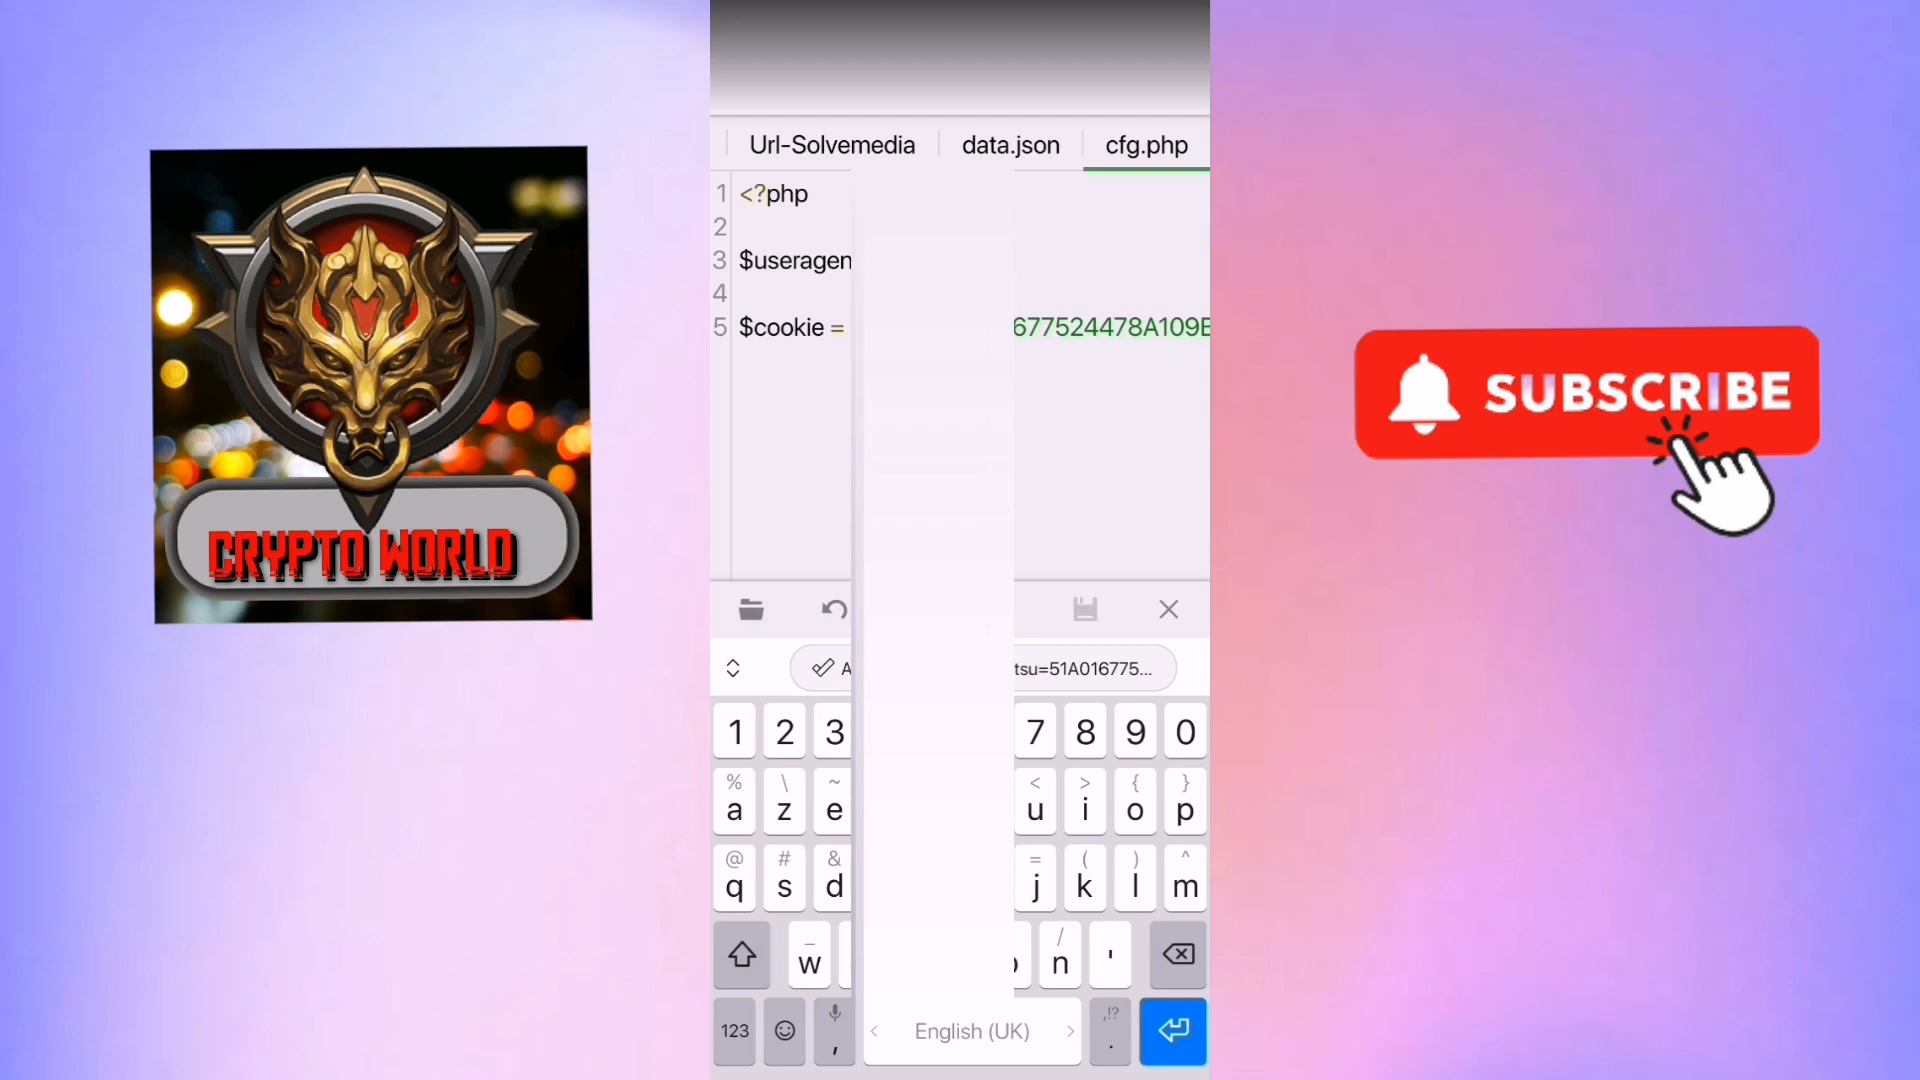 CRYPTO WORLD
Url-Solvemedia
data.json
cfg.php
1 <?php
2
3 $useragen
4
5 $cookie = 677524478A109
A
tsu=51A016775...
1 2 3 7 8 9 0
% \ ~ < > { }
a z e u i o p
@ # & = ( ) ^
q s d j k l m
_ /
w n '
123 , < English (UK) > ,!? .
SUBSCRIBE